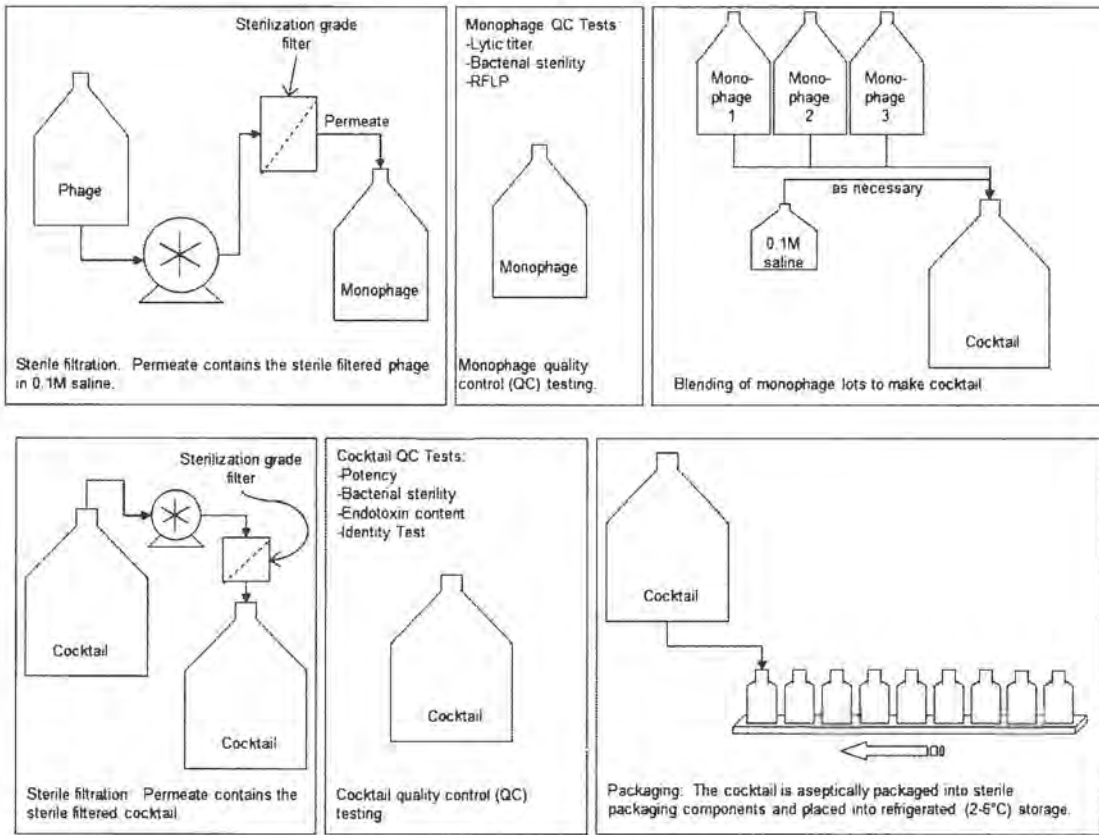 Sterilization grade
filter
Permeate
Phage
Monophage
Sterile filtration. Permeate contains the sterile filtered phage
in 0.1M saline.
Monophage QC Tests
-Lytic titer
-Bacterial sterility
-RFLP
Monophage
Monophage quality
control (QC) testing.
Mono-
phage
1
Mono-
phage
2
Mono-
phage
3
as necessary
0.1M
saline
Cocktail
Blending of monophage lots to make cocktail
Sterilization grade
filter
Cocktail
Cocktail
Sterile filtration Permeate contains the
sterile filtered cocktail
Cocktail QC Tests:
-Potency
-Bacterial sterility
-Endotoxin content
-Identity Test
Cocktail
Cocktail quality control (QC)
testing
Cocktail
Packaging: The cocktail is aseptically packaged into sterile
packaging components and placed into refrigerated (2-6°C) storage.